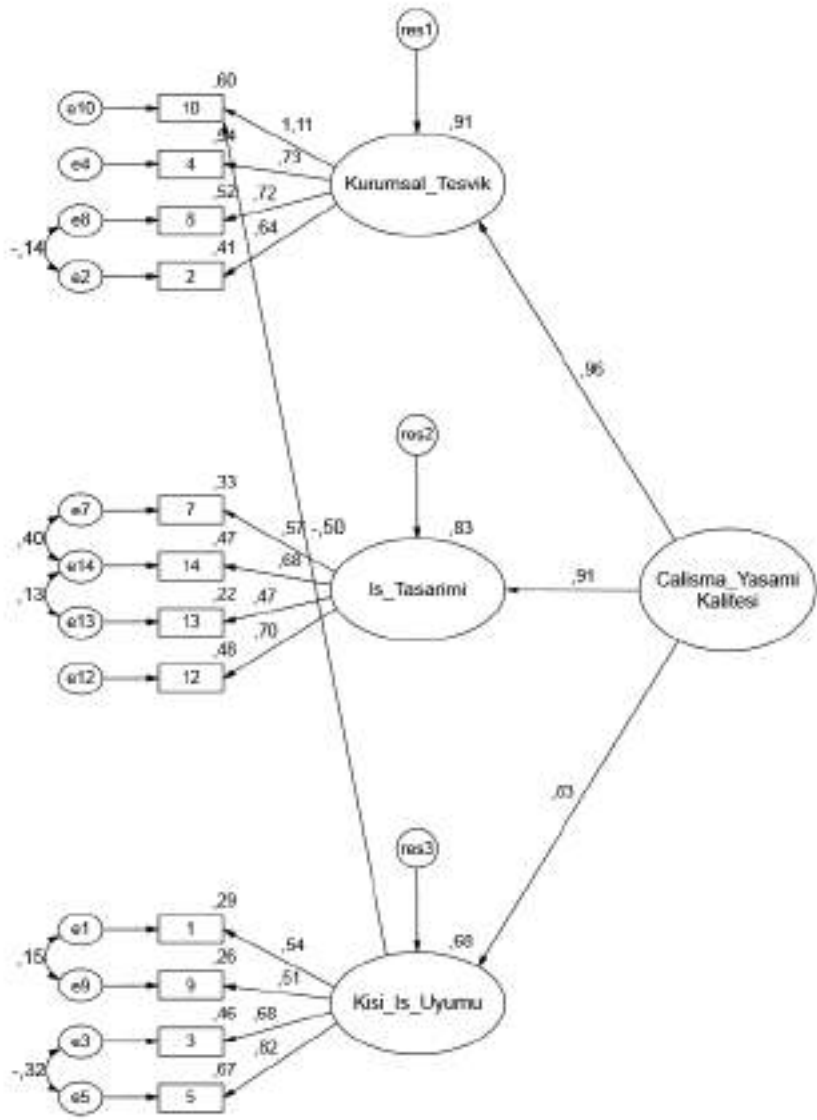 res1
,60
e10
10
1,11
,91
,54
e4
4
,73
Kurumsal_Tesvik
,52
,72
e8
8
-,14
,41
,64
e2
2
,96
res2
,33
e7
7
,57
-,50
,83
,40
,47
e14
14
,68
Is_Tasarimi
,91
Calisma_Yasami
Kalitesi
,13
,22
,47
e13
13
,70
,48
e12
12
,83
res3
,29
e1
1
,54
,68
,15
,26
e9
9
,51
Kisi_Is_Uyumu
,46
,68
e3
3
,82
-,32
,67
e5
5